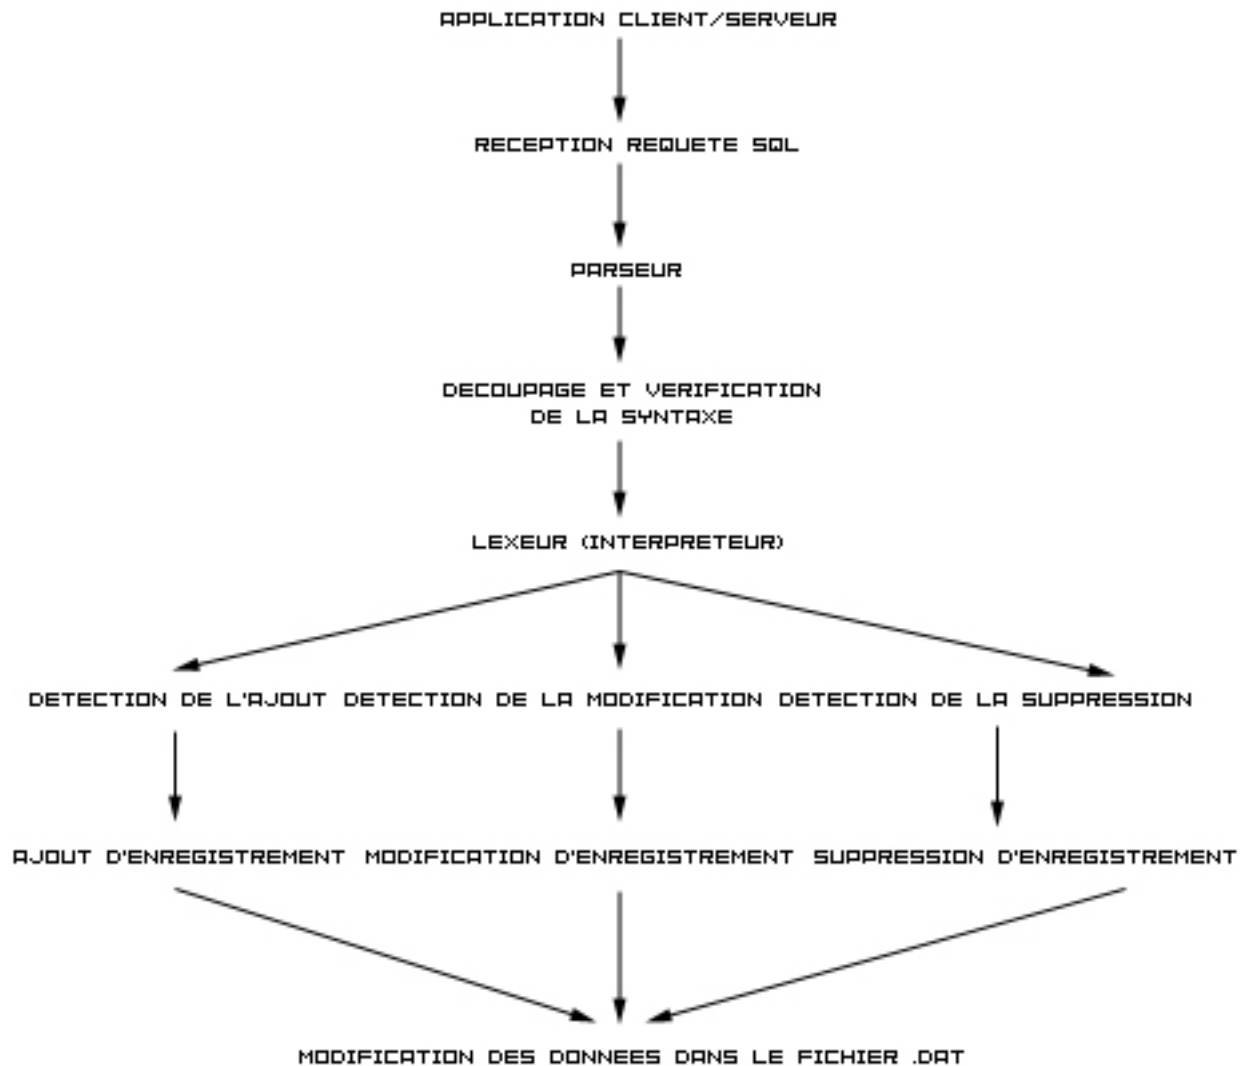 APPLICATION CLIENT/SERVEUR
RECEPTION REQUETE SQL
PARSEUR
DECOUPAGE ET VERIFICATION
DE LA SYNTAXE
LEXEUR (INTERPRETEUR)
DETECTION DE L'AJOUT
DETECTION DE LA MODIFICATION
DETECTION DE LA SUPPRESSION
AJOUT D'ENREGISTREMENT
MODIFICATION D'ENREGISTREMENT
SUPPRESSION D'ENREGISTREMENT
MODIFICATION DES DONNEES DANS LE FICHIER .DAT